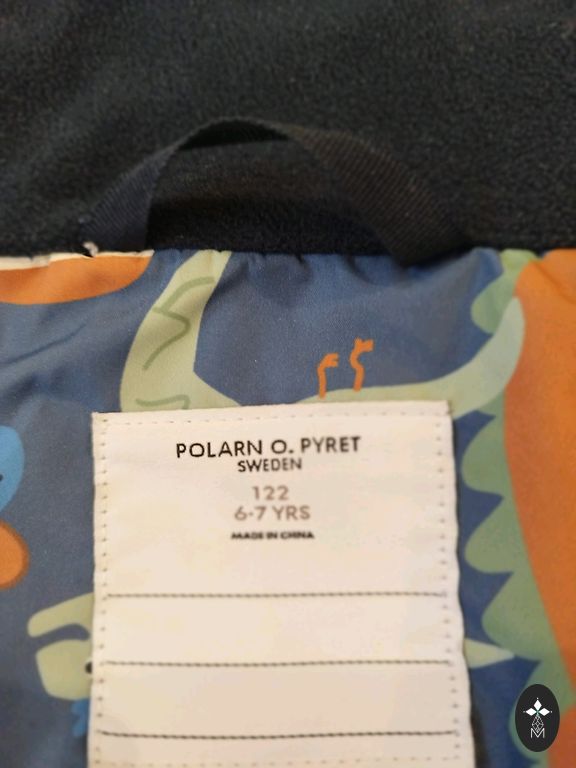 POLARN O. PYRET
SWEDEN
122
6-7 YRS
MADE IN CHINA